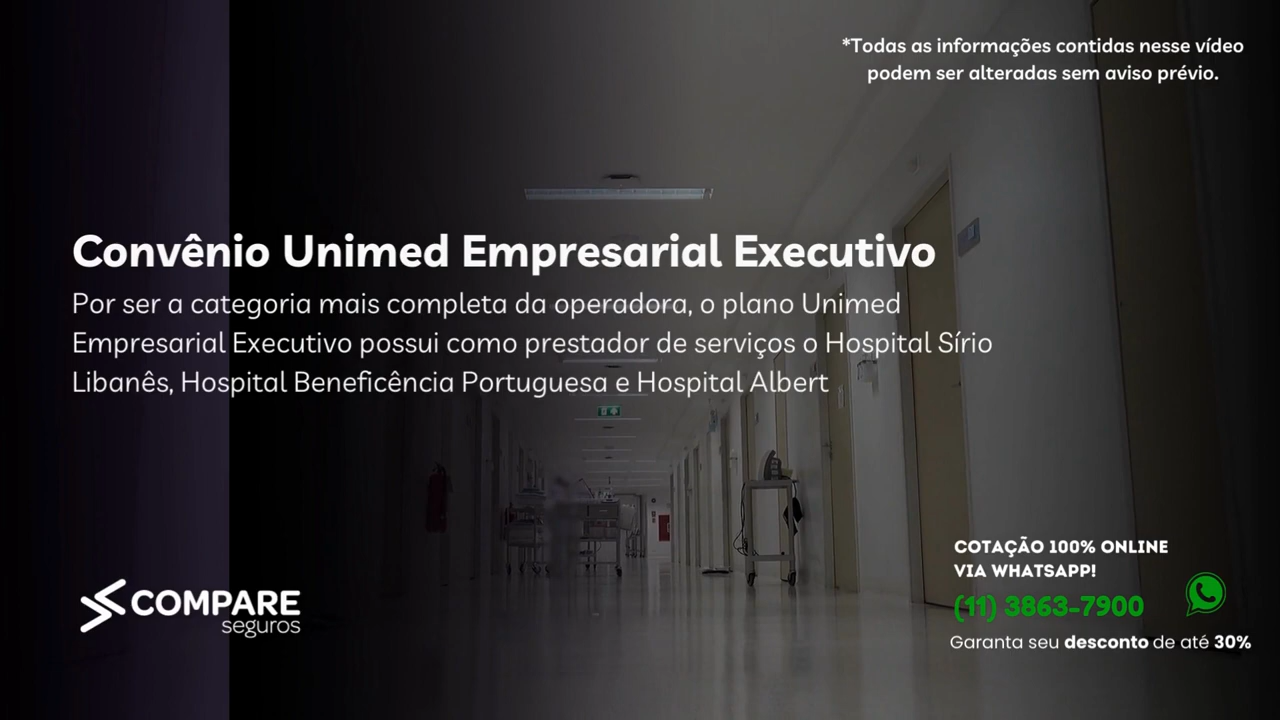 *Todas as informações contidas nesse vídeo
podem ser alteradas sem aviso prévio.
Convênio Unimed Empresarial Executivo
Por ser a categoria mais completa da operadora, o plano Unimed
Empresarial Executivo possui como prestador de serviços o Hospital Sírio
Libanês, Hospital Beneficência Portuguesa e Hospital Albert
COMPARE
seguros
COTAÇÃO 100% ONLINE
VIA WHATSAPP!
(11) 3863-7900
Garanta seu desconto de até 30%